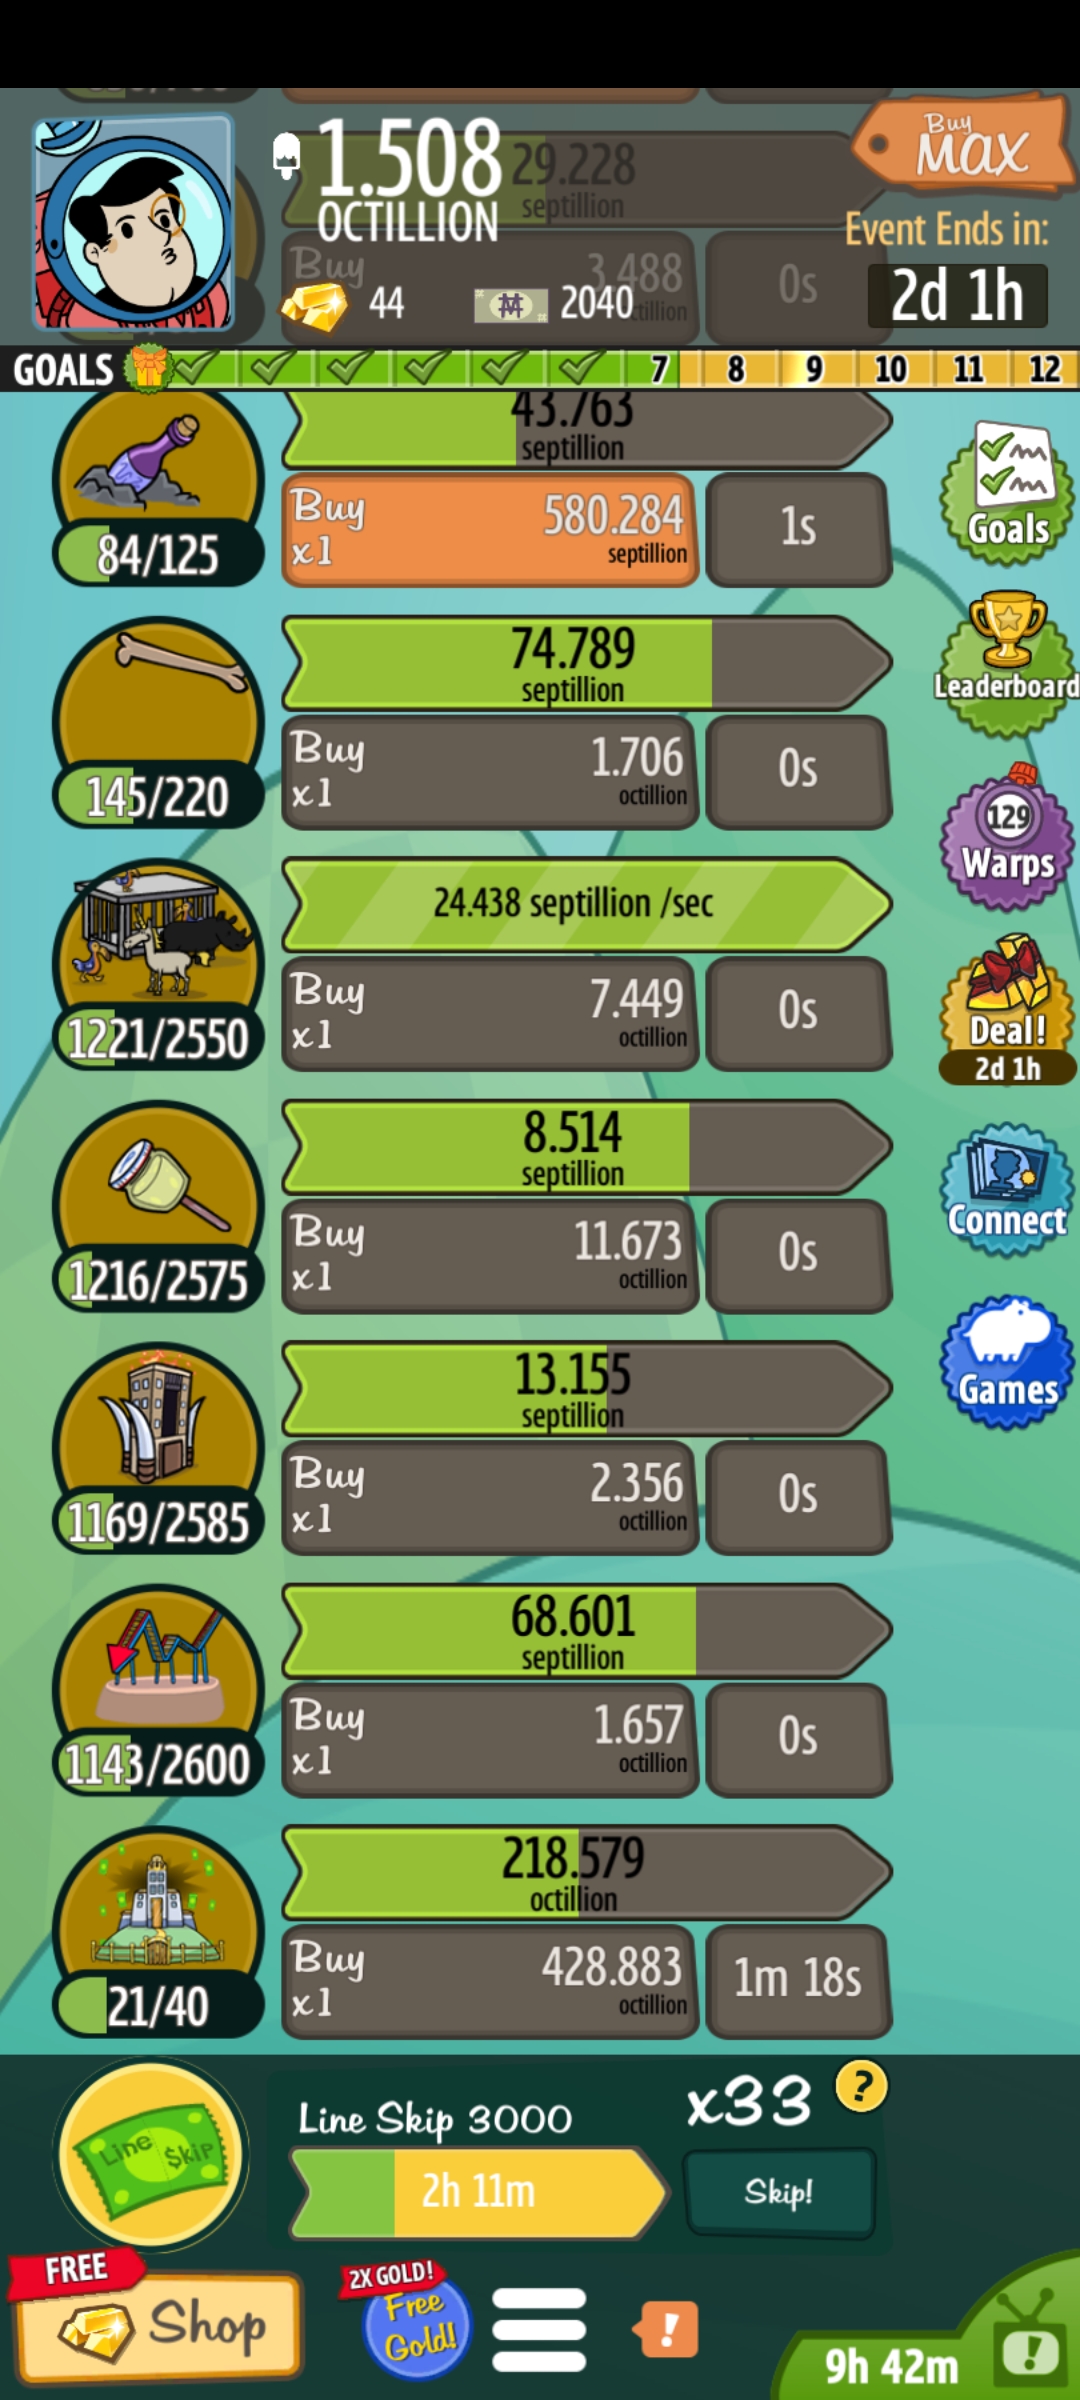 1.508
OCTILLION
29.228
septillion
Buy
MAX
Event Ends in:
2d 1h
Buy
3.488
0s
44
2040
GOALS
7
8
9
10
11
12
43.763
septillion
84/125
Buy
x1
580.284
septillion
1s
Goals
74.789
septillion
145/220
Buy
x1
1.706
octillion
0s
Leaderboard
129
Warps
24.438 septillion /sec
1221/2550
Buy
x1
7.449
octillion
0s
Deal!
2d 1h
8.514
septillion
1216/2575
Buy
x1
11.673
octillion
0s
Connect
13.155
septillion
1169/2585
Buy
x1
2.356
octillion
0s
Games
68.601
septillion
1143/2600
Buy
x1
1.657
octillion
0s
218.579
octillion
21/40
Buy
x1
428.883
octillion
1m 18s
Line $kip
Line Skip 3000
x33
?
2h 11m
Skip!
FREE
Shop
2X GOLD!
Free
Gold!
!
9h 42m
!